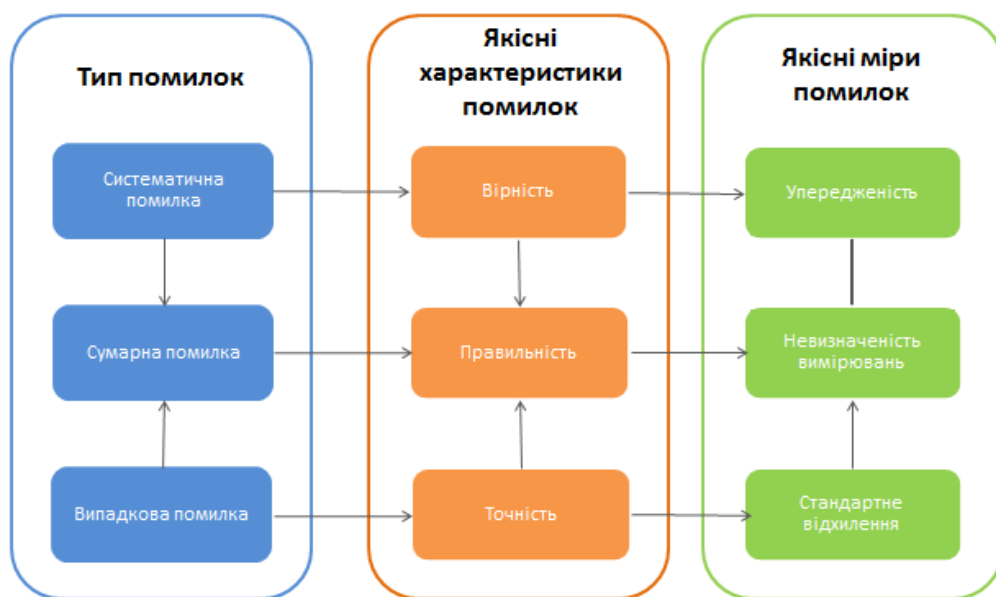 Тип помилок
Систематична
помилка
Сумарна помилка
Випадкова помилка
Якісні
характеристики
помилок
Вірність
Правильність
Точність
Якісні міри
помилок
Упередженість
Невизначеність
вимірювань
Стандартне
відхилення